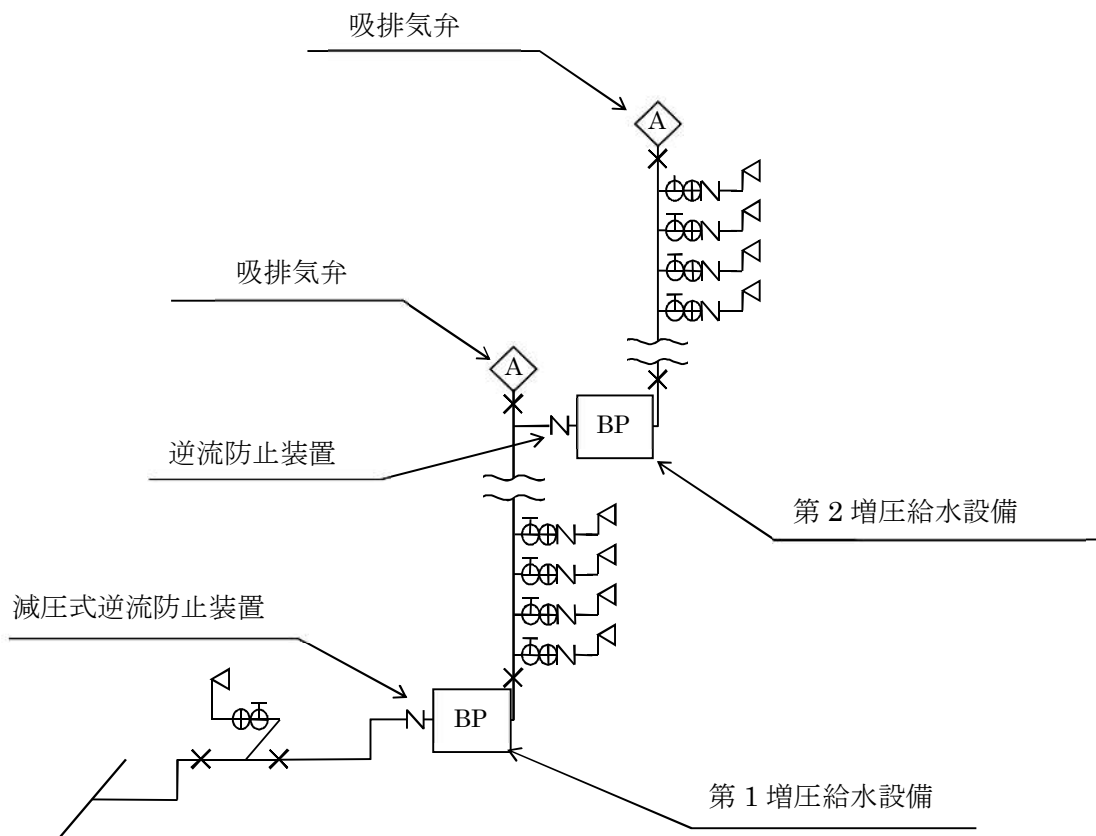 吸排気弁
A
吸排気弁
A
BP
逆流防止装置
第 2 増圧給水設備
減圧式逆流防止装置
BP
第 1 増圧給水設備